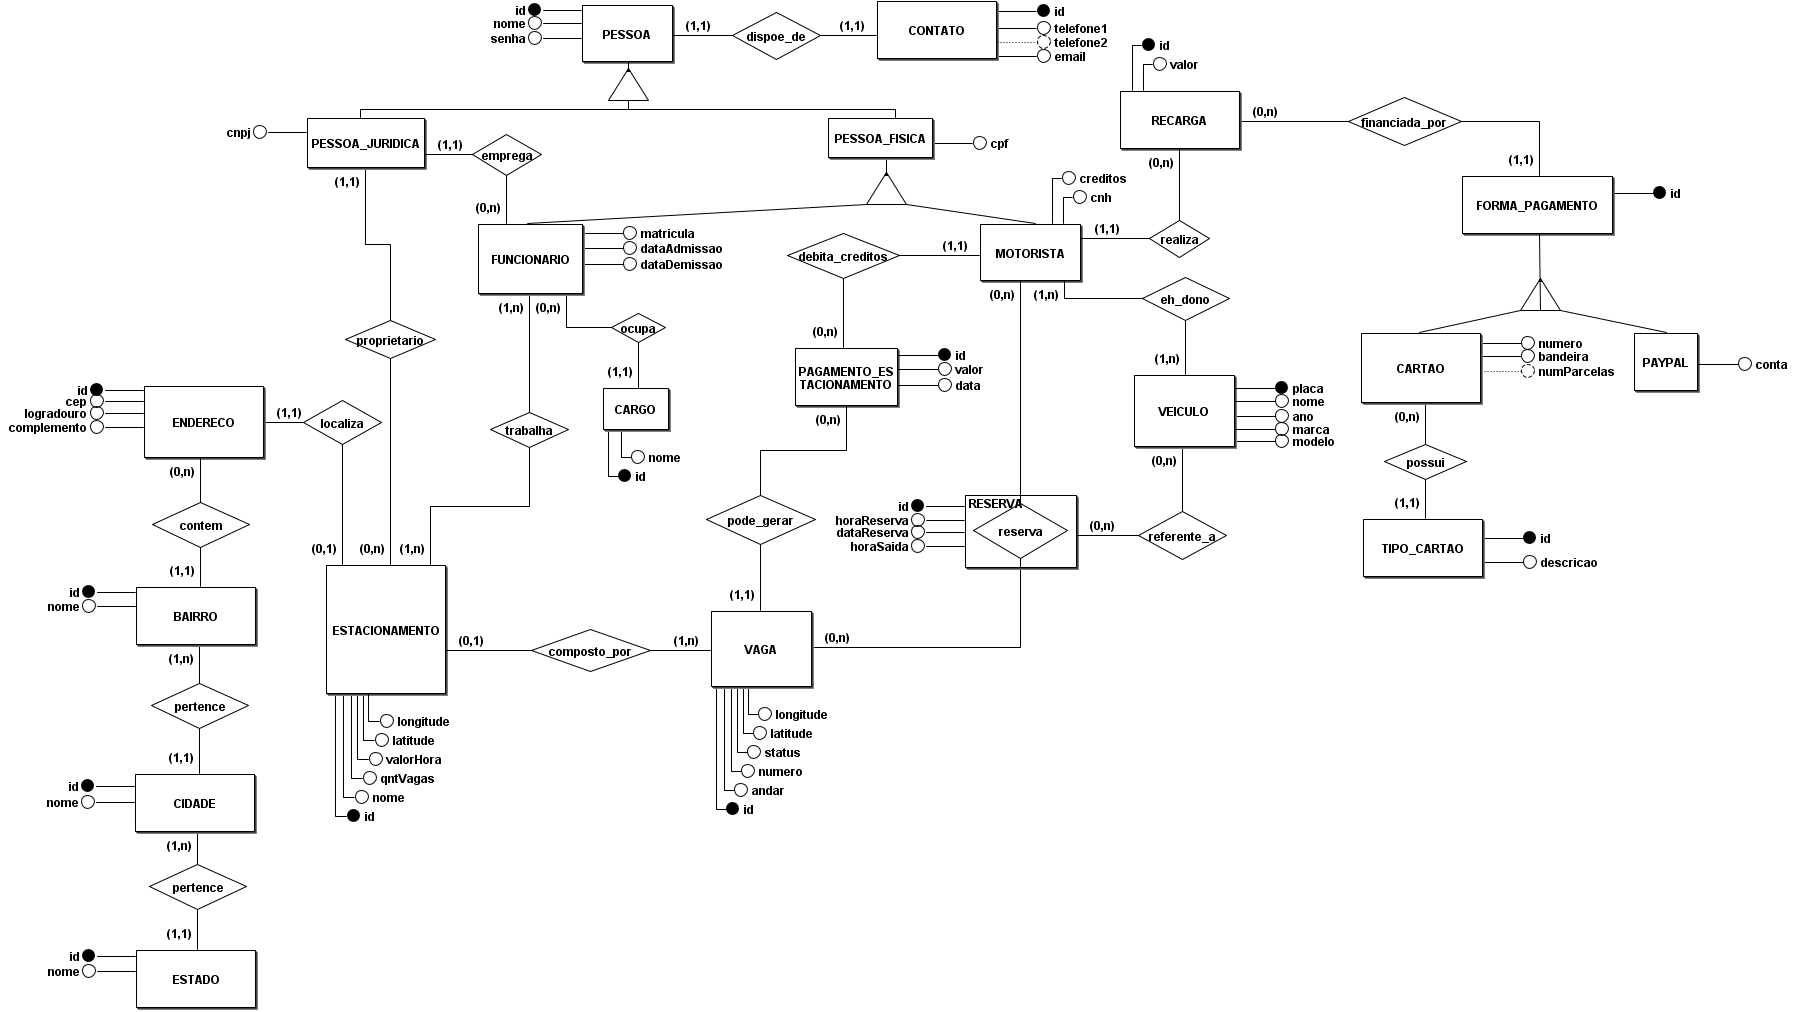 id
nome
senha
PESSOA
(1,1)
dispoe_de
(1,1)
CONTATO
id
telefone1
telefone2
email
id
valor
RECARGA
(0,n)
financiada_por
(1,1)
(0,n)
cnpj
PESSOA_JURIDICA
(1,1)
emprega
(1,1)
(0,n)
PESSOA_FISICA
cpf
creditos
cnh
FORMA_PAGAMENTO
id
FUNCIONARIO
matricula
dataAdmissao
dataDemissao
debita_creditos
(1,1)
MOTORISTA
(1,1)
realiza
(1,n)
(0,n)
(0,n)
(1,n)
eh_dono
ocupa
proprietario
(0,n)
(1,n)
(1,1)
PAGAMENTO_ES
TACIONAMENTO
id
valor
data
(0,n)
CARTAO
numero
bandeira
numParcelas
PAYPAL
conta
id
cep
logradouro
complemento
ENDERECO
(1,1)
localiza
trabalha
CARGO
nome
id
VEICULO
placa
nome
ano
marca
modelo
(0,n)
(0,n)
(0,n)
possui
(1,1)
contem
pode_gerar
RESERVA
id
horaReserva
dataReserva
horaSaida
reserva
(0,n)
referente_a
TIPO_CARTAO
id
descricao
(1,1)
(0,1)
(0,n)
(1,n)
id
nome
BAIRRO
(1,1)
ESTACIONAMENTO
(0,1)
composto_por
(1,n)
VAGA
(0,n)
(1,n)
pertence
(1,1)
longitude
latitude
valorHora
qntVagas
nome
id
longitude
latitude
status
numero
andar
id
id
nome
CIDADE
(1,n)
pertence
(1,1)
id
nome
ESTADO